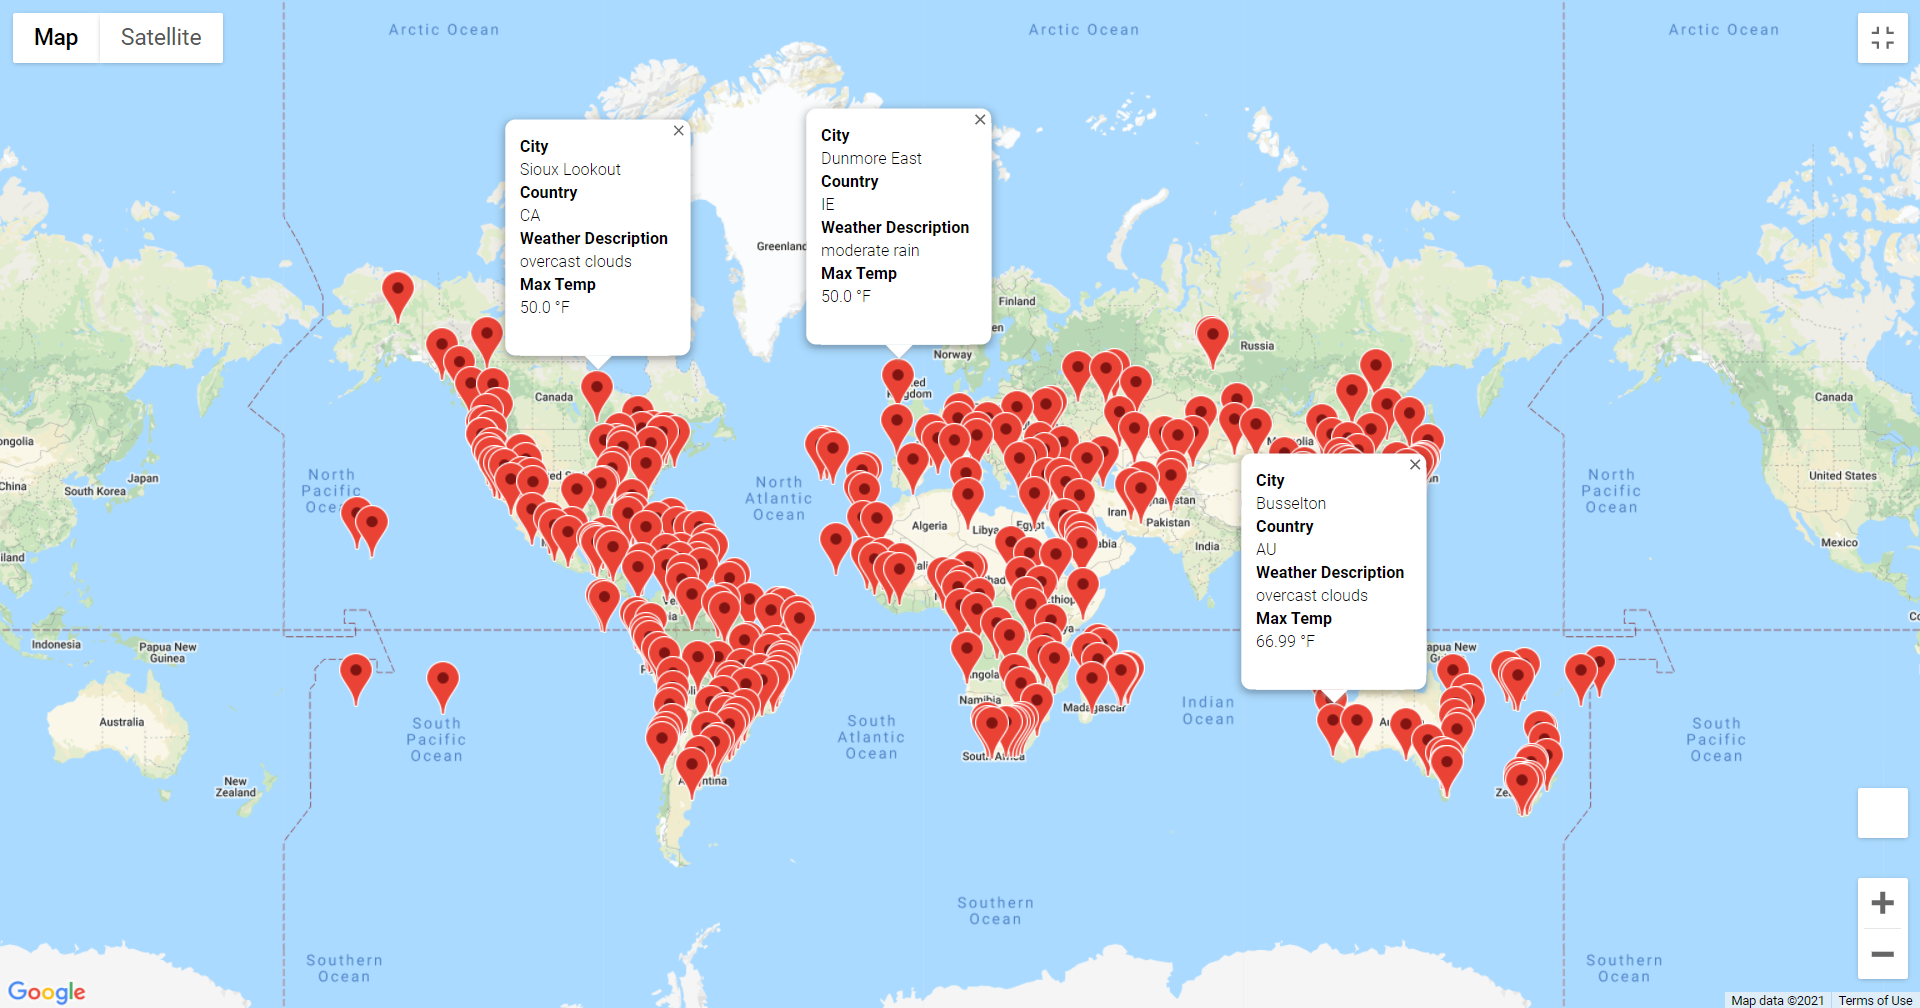 Map
Satellite
Arctic Ocean
Arctic Ocean
Arctic Ocean
City
Sioux Lookout
Country
CA
Weather Description
overcast clouds
Max Temp
50.0 °F
City
Dunmore East
Country
IE
Weather Description
moderate rain
Max Temp
50.0 °F
Greenland
Finland
Norway
Russia
Canada
Canada
North
Pacific
Ocean
North
Atlantic
Ocean
North
Pacific
Ocean
China
Japan
South Korea
United States
Mexico
Algeria
Libya
Egypt
Iran
Pakistan
India
City
Busselton
Country
AU
Weather Description
overcast clouds
Max Temp
66.99 °F
Indonesia
Papua New
Guinea
Angola
Namibia
Madagascar
South Africa
Australia
New
Zealand
South
Pacific
Ocean
South
Atlantic
Ocean
Indian
Ocean
South
Pacific
Ocean
Southern
Ocean
Southern
Ocean
Southern
Ocean
Google
Map data ©2021
Terms of Use